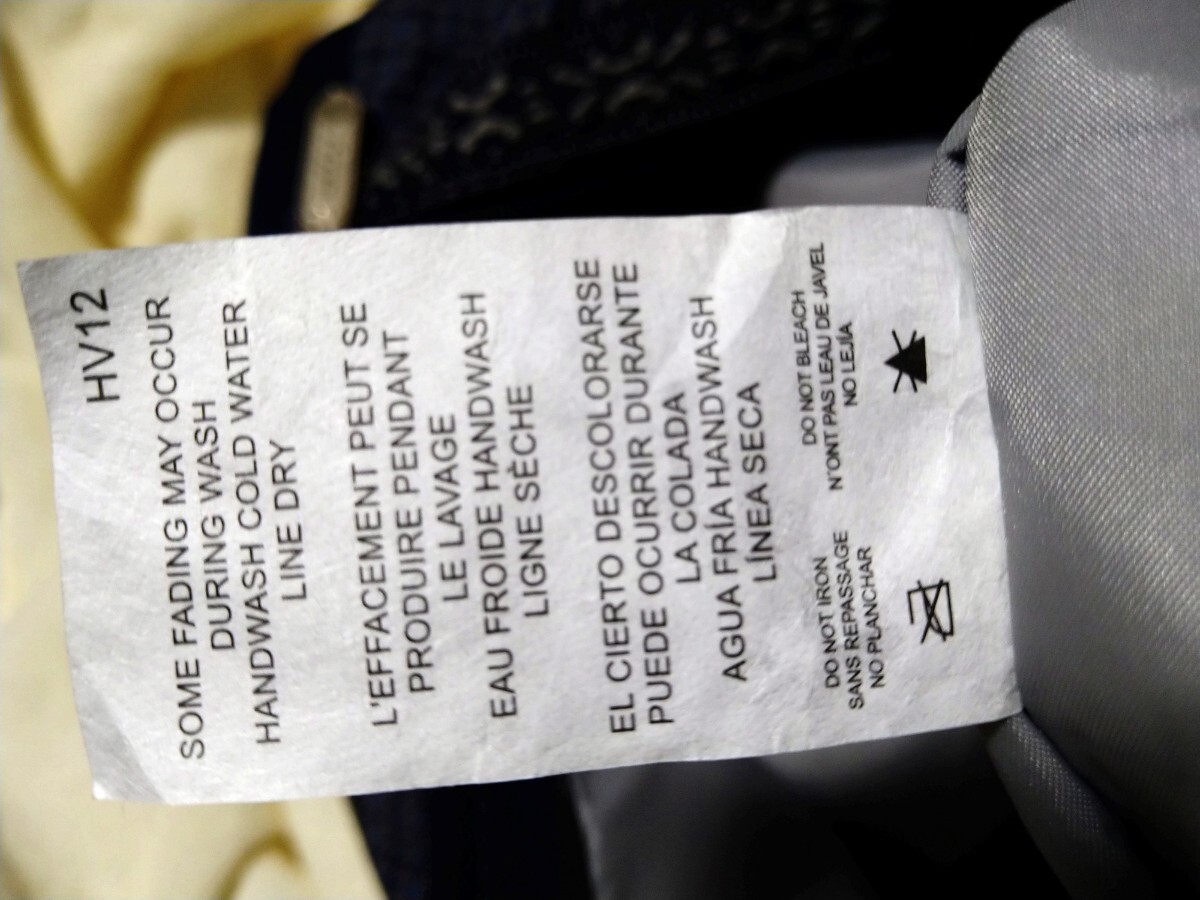 HV12
SOME FADING MAY OCCUR
DURING WASH
HANDWASH COLD WATER
LINE DRY
L'EFFACEMENT PEUT SE
PRODUIRE PENDANT
LE LAVAGE
EAU FROIDE HANDWASH
LIGNE SÈCHE
EL CIERTO DESCOLORARSE
PUEDE OCURRIR DURANTE
LA COLADA
AGUA FRÍA HANDWASH
LÍNEA SECA
DO NOT IRON
SANS REPASSAGE
NO PLANCHAR
DO NOT BLEACH
N'ONT PAS LEAU DE JAVEL
NO LEJÍA